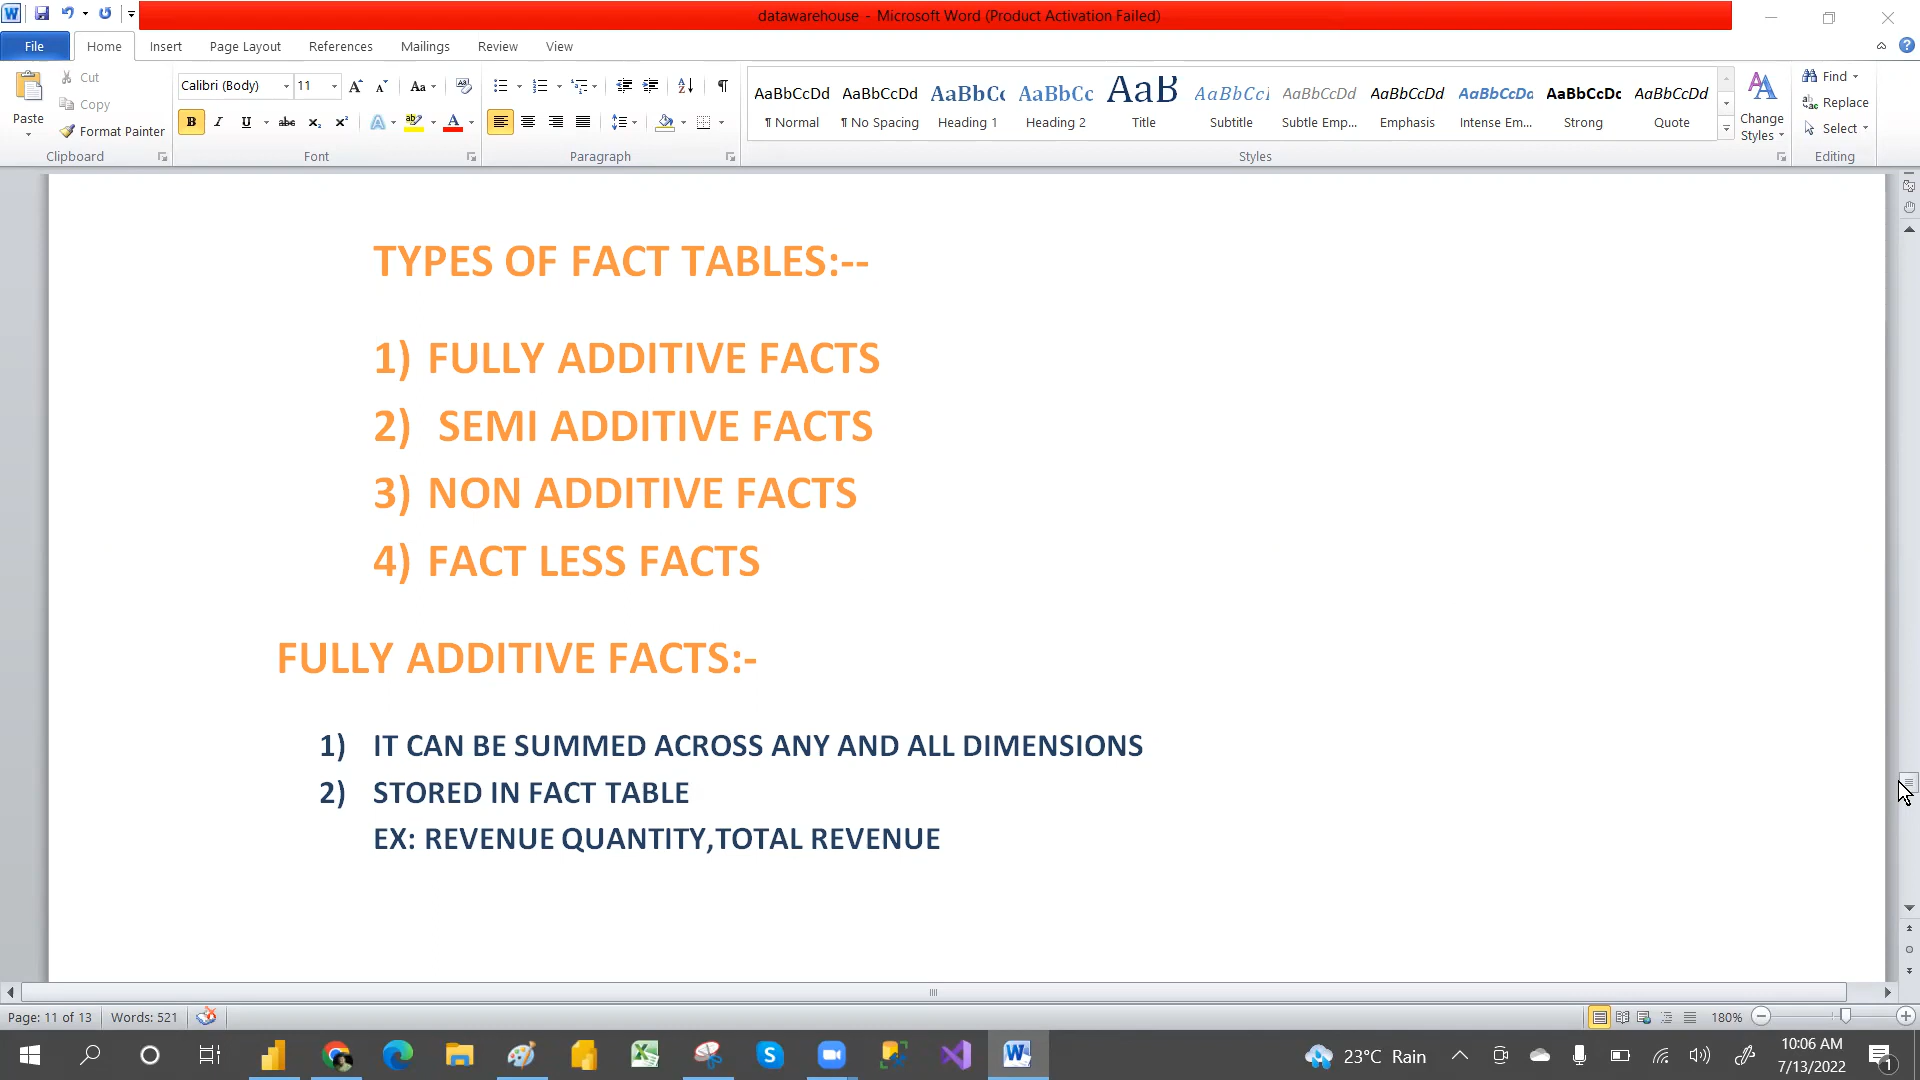 datawarehouse - Microsoft Word (Product Activation Failed)
File Home Insert Page Layout References Mailings Review View
Paste
Cut
Copy
Format Painter
Clipboard
Calibri (Body) 11
Font
Paragraph
AaBbCcDd AaBbCcDd AaBbCc AaBbCc AaB AaBbCcI AaBbCcDd AaBbCcDd AaBbCcDd AaBbCcDc AaBbCcDd
¶ Normal ¶ No Spacing Heading 1 Heading 2 Title Subtitle Subtle Emp... Emphasis Intense Em... Strong Quote
Styles
Change Styles
Find
Replace
Select
Editing
TYPES OF FACT TABLES:--
1) FULLY ADDITIVE FACTS
2) SEMI ADDITIVE FACTS
3) NON ADDITIVE FACTS
4) FACT LESS FACTS
FULLY ADDITIVE FACTS:-
1) IT CAN BE SUMMED ACROSS ANY AND ALL DIMENSIONS
2) STORED IN FACT TABLE
EX: REVENUE QUANTITY,TOTAL REVENUE
Page: 11 of 13 Words: 521 180%
23°C Rain
10:06 AM
7/13/2022
1